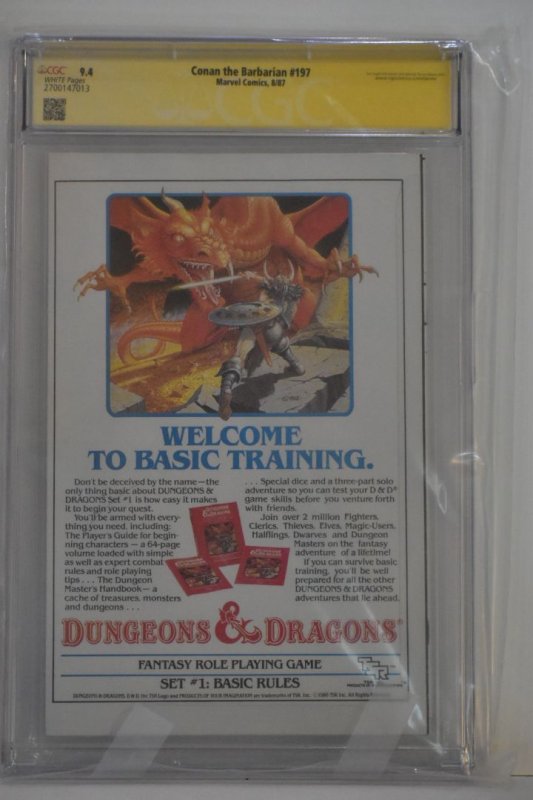 CGC 9.4
WHITE Pages
2700147013
Conan the Barbarian #197
Marvel Comics, 8/87
CGC
WELCOME
TO BASIC TRAINING.
Don't be deceived by the name—the
only thing basic about DUNGEONS &
DRAGONS Set #1 is how easy it makes
it to begin your quest.
You'll be armed with every-
thing you need, including:
The Player's Guide for begin-
ning characters — a 64-page
volume loaded with simple
as well as expert combat
rules and role playing
tips . . . The Dungeon
Master's Handbook—a
cache of treasures, monsters
and dungeons . . .
. . . Special dice and a three-part solo
adventure so you can test your D & D®
game skills before you venture forth
with friends.
Join over 2 million Fighters,
Clerics, Thieves, Elves, Magic-Users,
Halflings, Dwarves and Dungeon
Masters on the fantasy
adventure of a lifetime!
If you can survive basic
training, you'll be well
prepared for all the other
DUNGEONS & DRAGONS
adventures that lie ahead.
DUNGEONS & DRAGONS®
FANTASY ROLE PLAYING GAME
SET #1: BASIC RULES
TSR